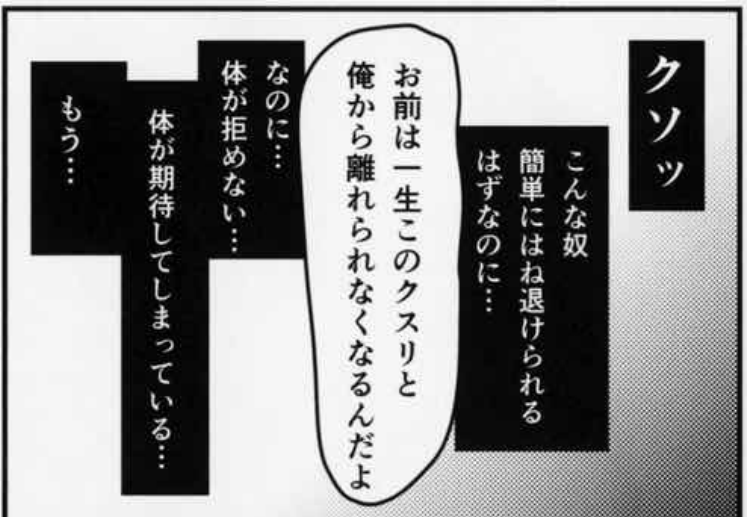 クソッ
こんな奴
簡単にはね退けられる
はずなのに…
お前は一生このクスリと
俺から離れられなくなるんだよ
なのに…
体が拒めない…
体が期待してしまっている…
もう…